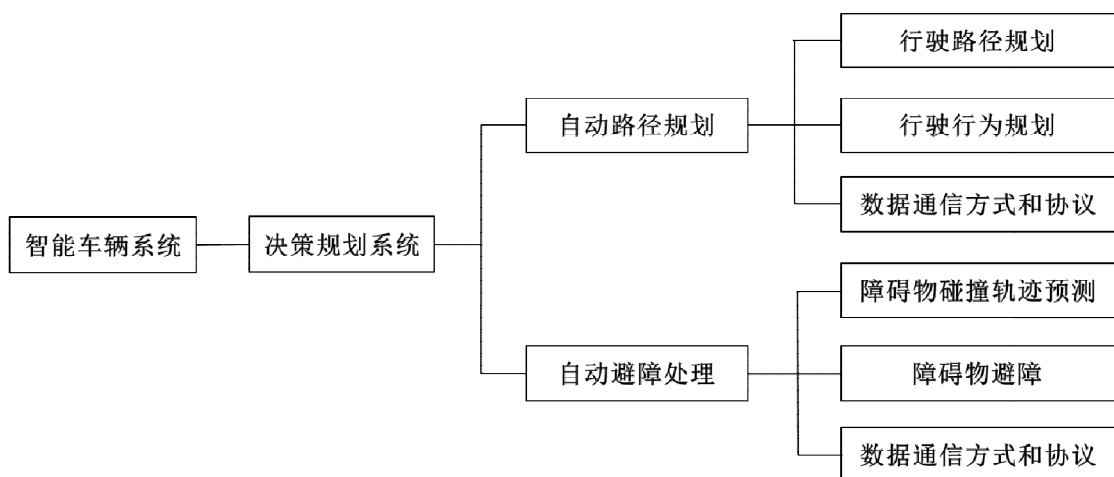 智能车辆系统
决策规划系统
自动路径规划
行驶路径规划
行驶行为规划
数据通信方式和协议
自动避障处理
障碍物碰撞轨迹预测
障碍物避障
数据通信方式和协议